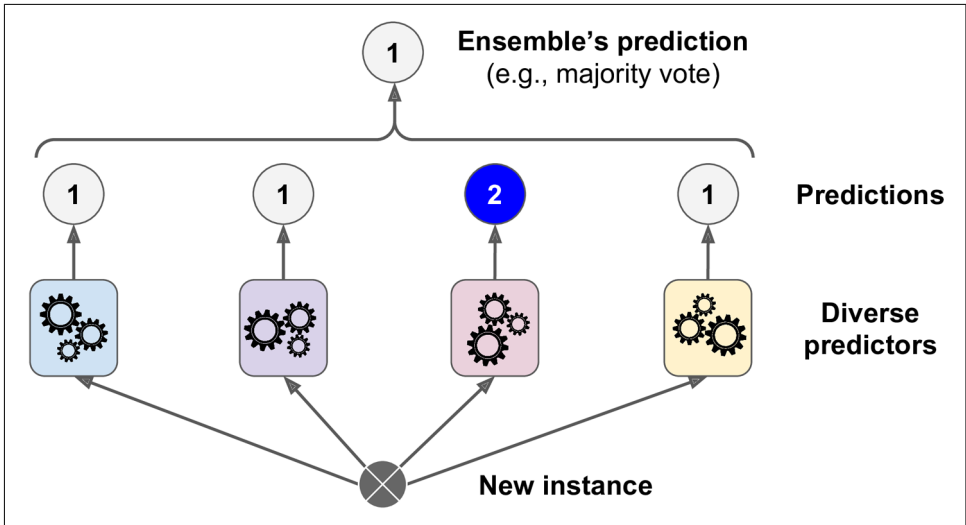 1
Ensemble’s prediction
(e.g., majority vote)
1
1
2
1
Predictions
Diverse
predictors
New instance